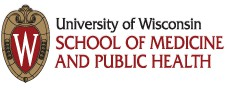 W
University of Wisconsin
SCHOOL OF MEDICINE
AND PUBLIC HEALTH